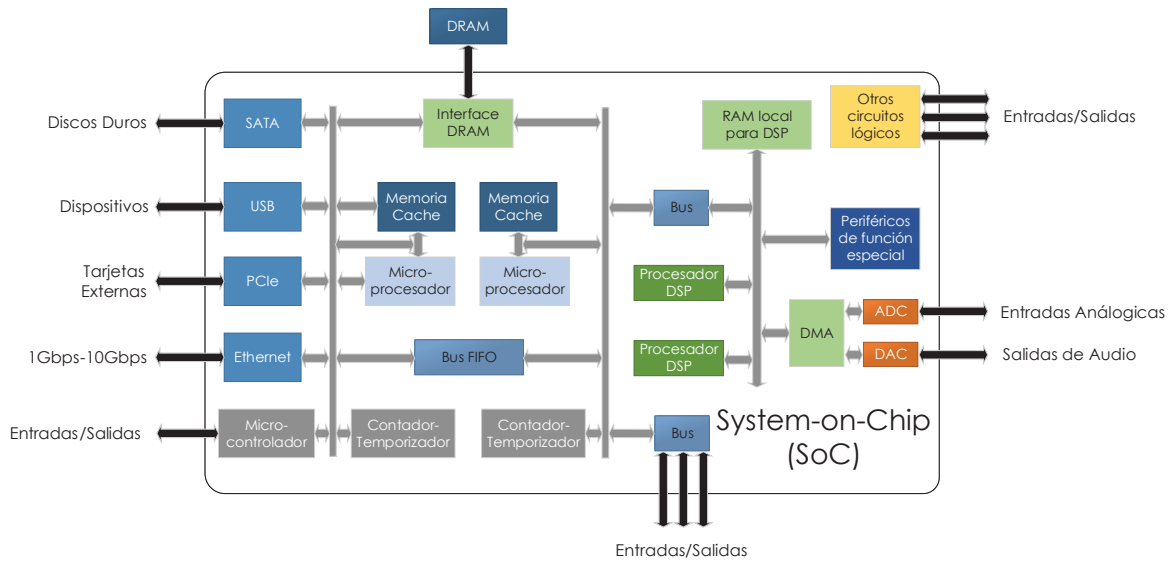 DRAM
Discos Duros
SATA
Interface
DRAM
RAM local
para DSP
Otros
circuitos
lógicos
Entradas/Salidas
Dispositivos
USB
Memoria
Cache
Memoria
Cache
Bus
Periféricos
de función
especial
Tarjetas
Externas
PCIe
Micro-
procesador
Micro-
procesador
Procesador
DSP
DMA
ADC
Entradas Análogicas
1Gbps-10Gbps
Ethernet
Bus FIFO
Procesador
DSP
DAC
Salidas de Audio
Entradas/Salidas
Micro-
controlador
Contador-
Temporizador
Contador-
Temporizador
Bus
System-on-Chip
(SoC)
Entradas/Salidas